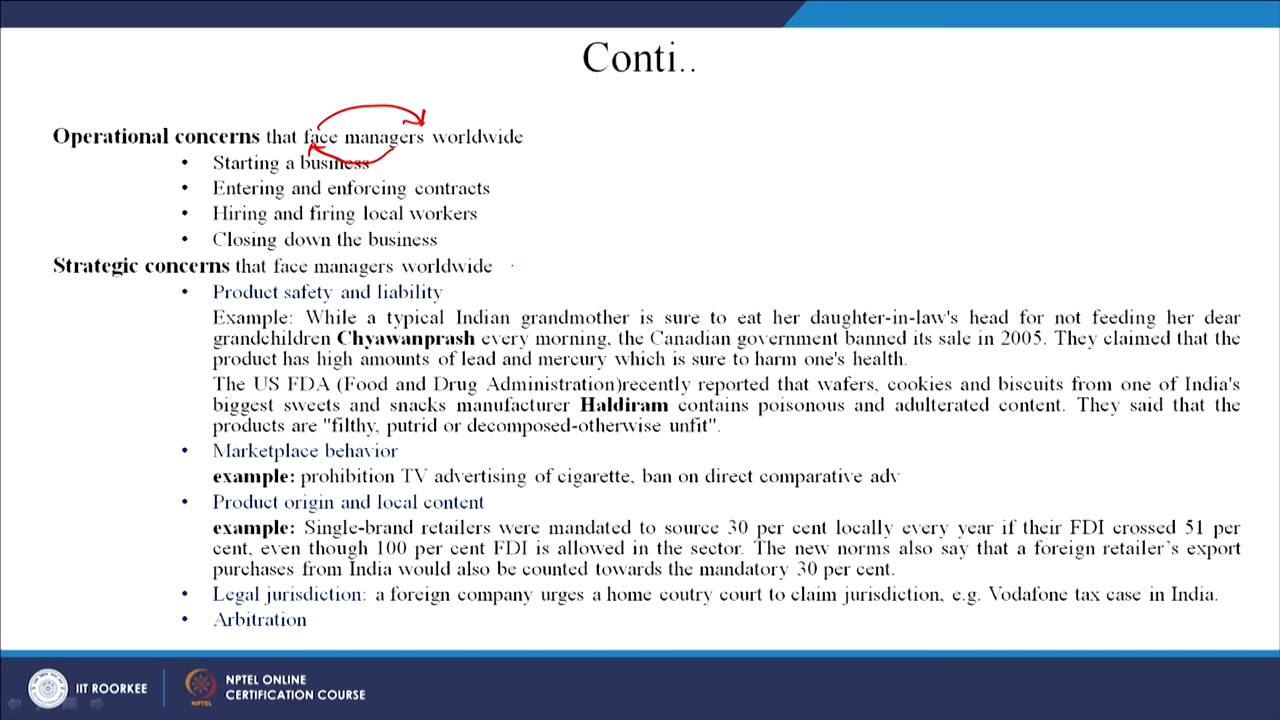 Conti..
Operational concerns that face managers worldwide
• Starting a business
• Entering and enforcing contracts
• Hiring and firing local workers
• Closing down the business
Strategic concerns that face managers worldwide
• Product safety and liability
Example: While a typical Indian grandmother is sure to eat her daughter-in-law's head for not feeding her dear
grandchildren Chyawanprash every morning, the Canadian government banned its sale in 2005. They claimed that the
product has high amounts of lead and mercury which is sure to harm one's health.
The US FDA (Food and Drug Administration)recently reported that wafers, cookies and biscuits from one of India's
biggest sweets and snacks manufacturer Haldiram contains poisonous and adulterated content. They said that the
products are "filthy, putrid or decomposed-otherwise unfit".
• Marketplace behavior
example: prohibition TV advertising of cigarette, ban on direct comparative adv
• Product origin and local content
example: Single-brand retailers were mandated to source 30 per cent locally every year if their FDI crossed 51 per
cent, even though 100 per cent FDI is allowed in the sector. The new norms also say that a foreign retailer's export
purchases from India would also be counted towards the mandatory 30 per cent.
• Legal jurisdiction: a foreign company urges a home coutry court to claim jurisdiction, e.g. Vodafone tax case in India.
• Arbitration
IIT ROORKEE
NPTEL
NPTEL ONLINE
CERTIFICATION COURSE